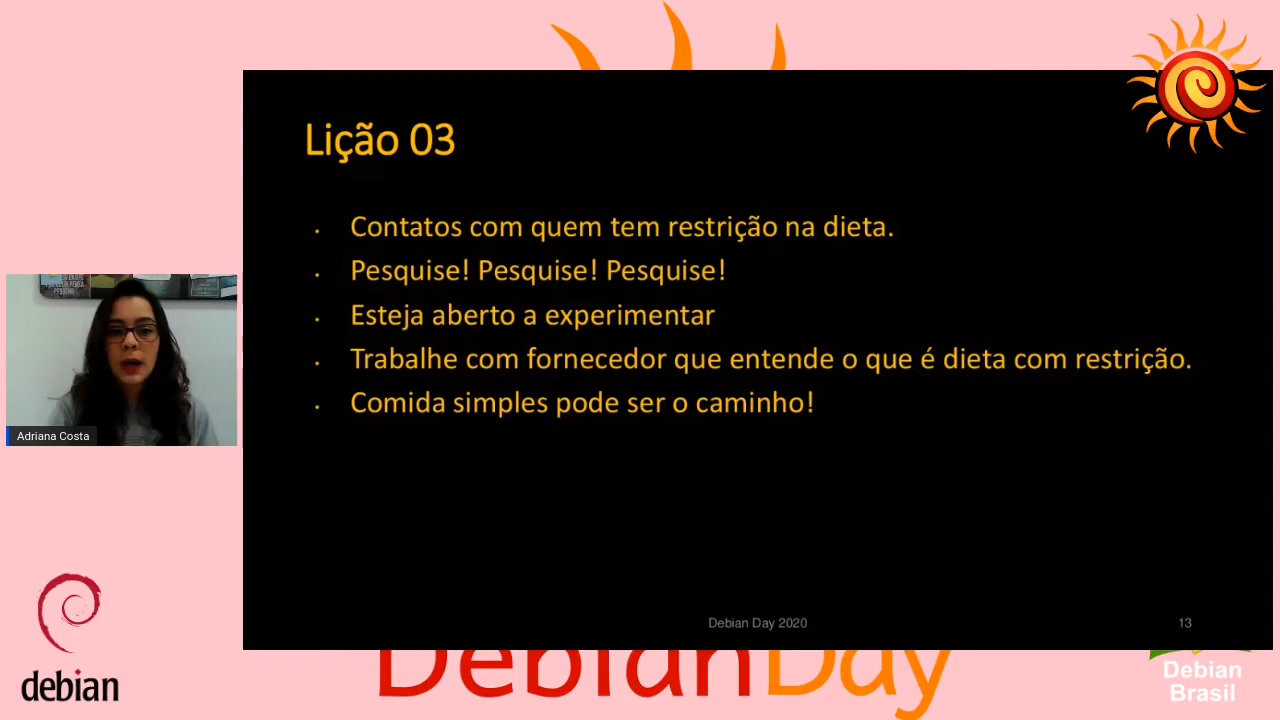 Lição 03
Contatos com quem tem restrição na dieta.
Pesquise! Pesquise! Pesquise!
Esteja aberto a experimentar
Trabalhe com fornecedor que entende o que é dieta com restrição.
Comida simples pode ser o caminho!
Adriana Costa
Debian Day 2020
13
debian
DebianDay
Debian
Brasil